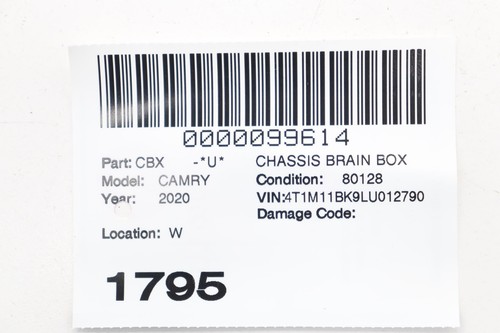 0000099614
Part: CBX -*U* CHASSIS BRAIN BOX
Model: CAMRY Condition: 80128
Year: 2020 VIN:4T1M11BK9LU012790
Damage Code:
Location: W
1795